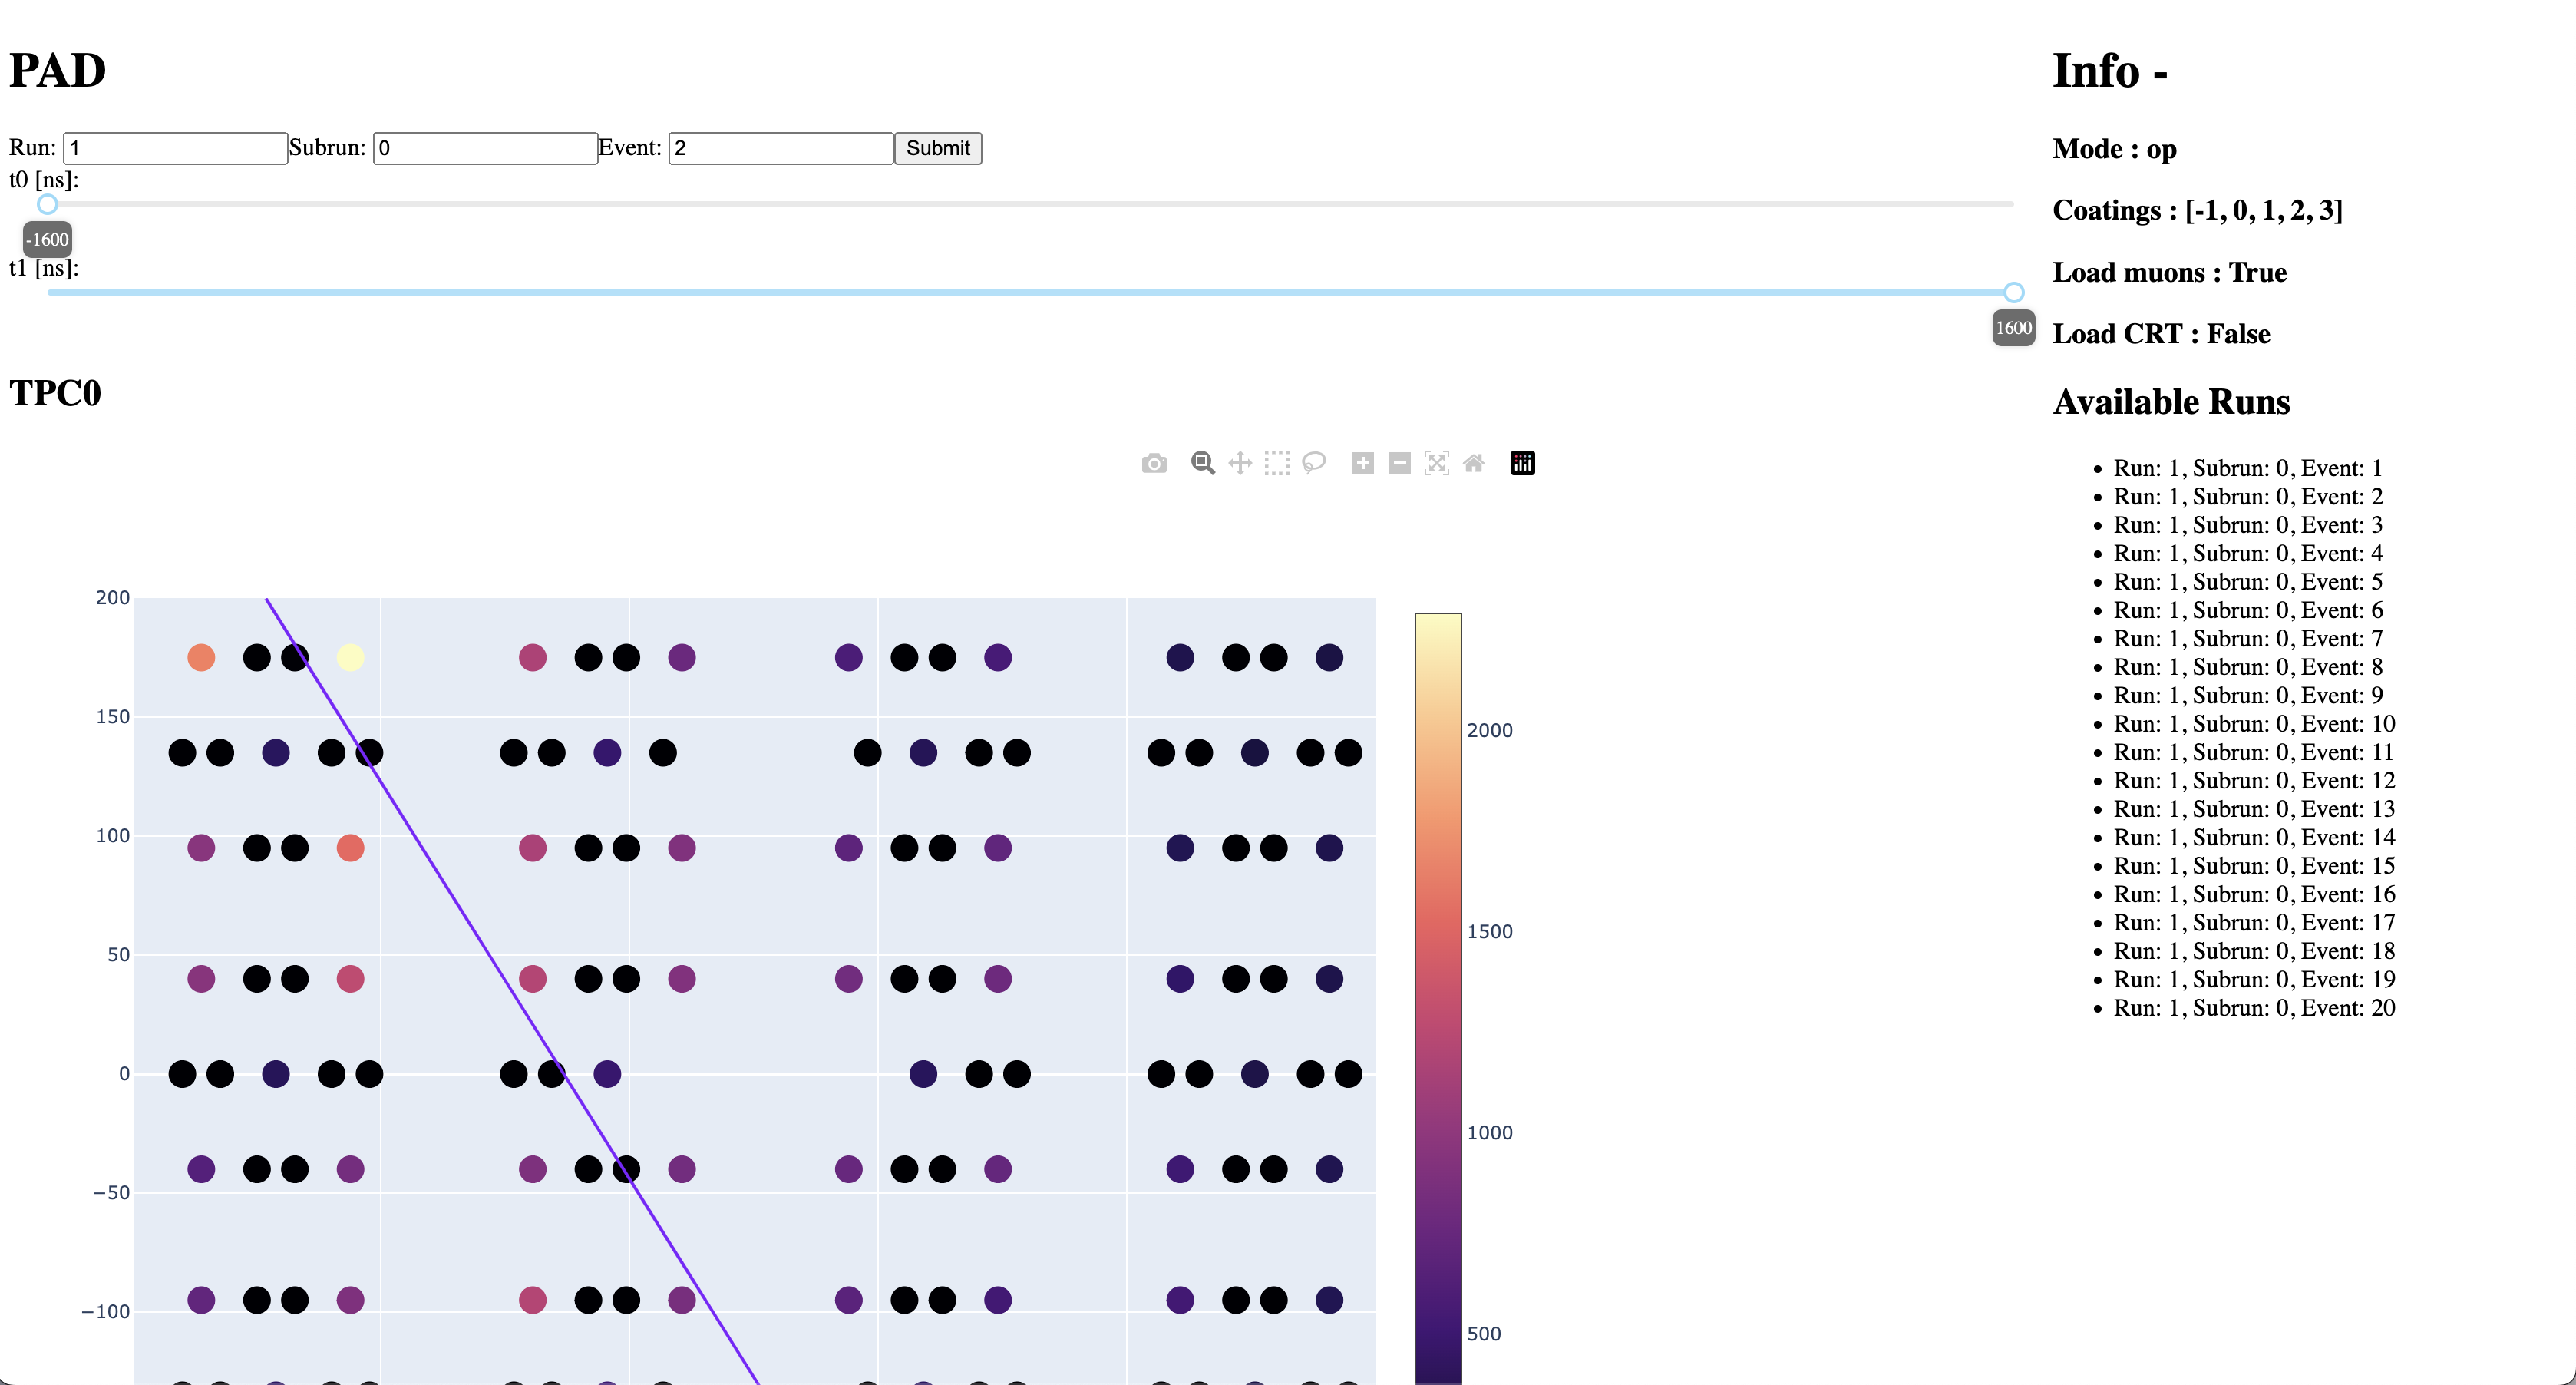 PAD
Run: 1 Subrun: 0 Event: 2 Submit
t0 [ns]:
-1600
t1 [ns]:
1600
TPC0
200
150
100
50
0
−50
−100
2000
1500
1000
500
Info -
Mode : op
Coatings : [-1, 0, 1, 2, 3]
Load muons : True
Load CRT : False
Available Runs
Run: 1, Subrun: 0, Event: 1
Run: 1, Subrun: 0, Event: 2
Run: 1, Subrun: 0, Event: 3
Run: 1, Subrun: 0, Event: 4
Run: 1, Subrun: 0, Event: 5
Run: 1, Subrun: 0, Event: 6
Run: 1, Subrun: 0, Event: 7
Run: 1, Subrun: 0, Event: 8
Run: 1, Subrun: 0, Event: 9
Run: 1, Subrun: 0, Event: 10
Run: 1, Subrun: 0, Event: 11
Run: 1, Subrun: 0, Event: 12
Run: 1, Subrun: 0, Event: 13
Run: 1, Subrun: 0, Event: 14
Run: 1, Subrun: 0, Event: 15
Run: 1, Subrun: 0, Event: 16
Run: 1, Subrun: 0, Event: 17
Run: 1, Subrun: 0, Event: 18
Run: 1, Subrun: 0, Event: 19
Run: 1, Subrun: 0, Event: 20